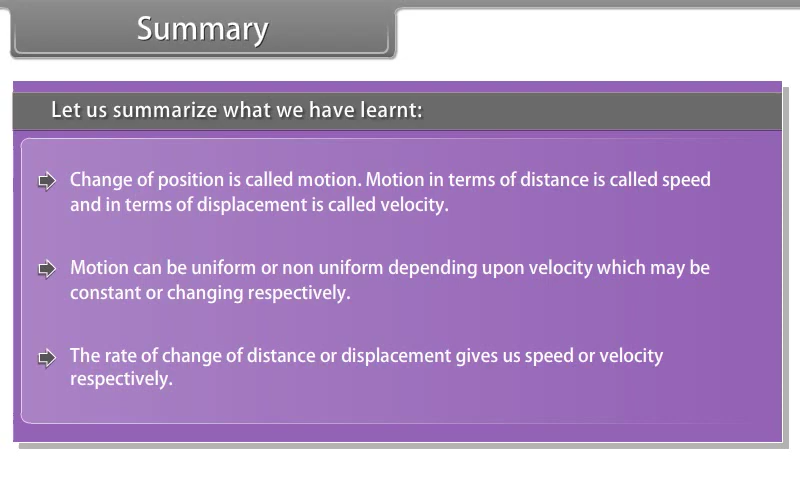 Summary
Let us summarize what we have learnt:
Change of position is called motion. Motion in terms of distance is called speed
and in terms of displacement is called velocity.
Motion can be uniform or non uniform depending upon velocity which may be
constant or changing respectively.
The rate of change of distance or displacement gives us speed or velocity
respectively.